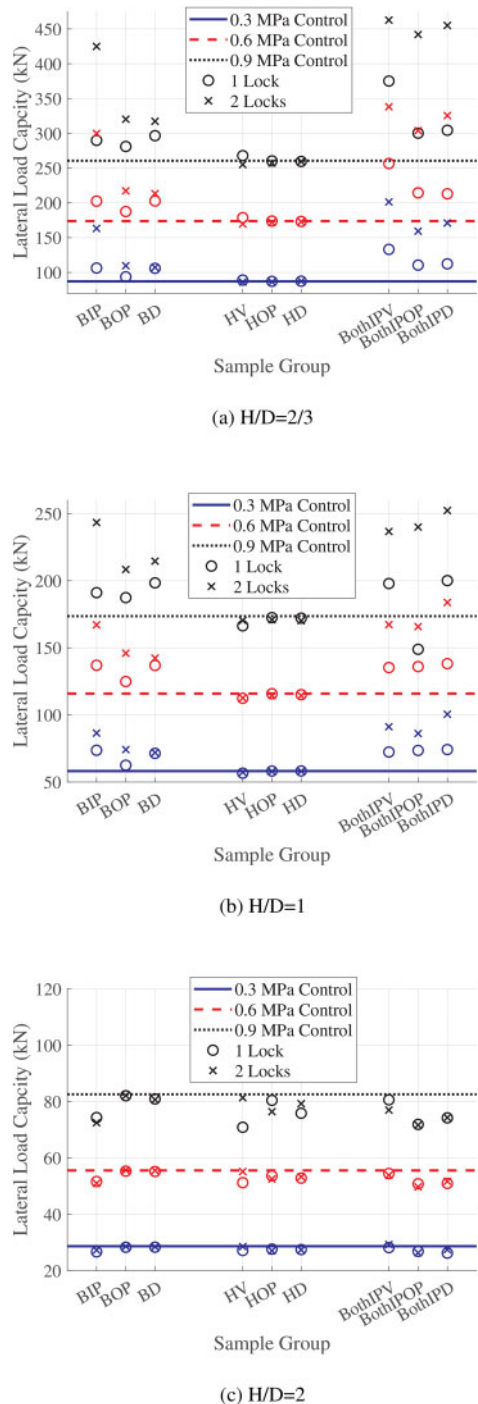 450
400
350
300
250
200
150
100
Lateral Load Capcity (kN)
0.3 MPa Control
0.6 MPa Control
0.9 MPa Control
1 Lock
2 Locks
BIP
BOP
BD
HV
HOP
HD
BothIPV
BothIPOP
BothIPD
Sample Group
(a) H/D=2/3
250
200
150
100
50
Lateral Load Capcity (kN)
0.3 MPa Control
0.6 MPa Control
0.9 MPa Control
1 Lock
2 Locks
BIP
BOP
BD
HV
HOP
HD
BothIPV
BothIPOP
BothIPD
Sample Group
(b) H/D=1
120
100
80
60
40
20
Lateral Load Capcity (kN)
0.3 MPa Control
0.6 MPa Control
0.9 MPa Control
1 Lock
2 Locks
BIP
BOP
BD
HV
HOP
HD
BothIPV
BothIPOP
BothIPD
Sample Group
(c) H/D=2